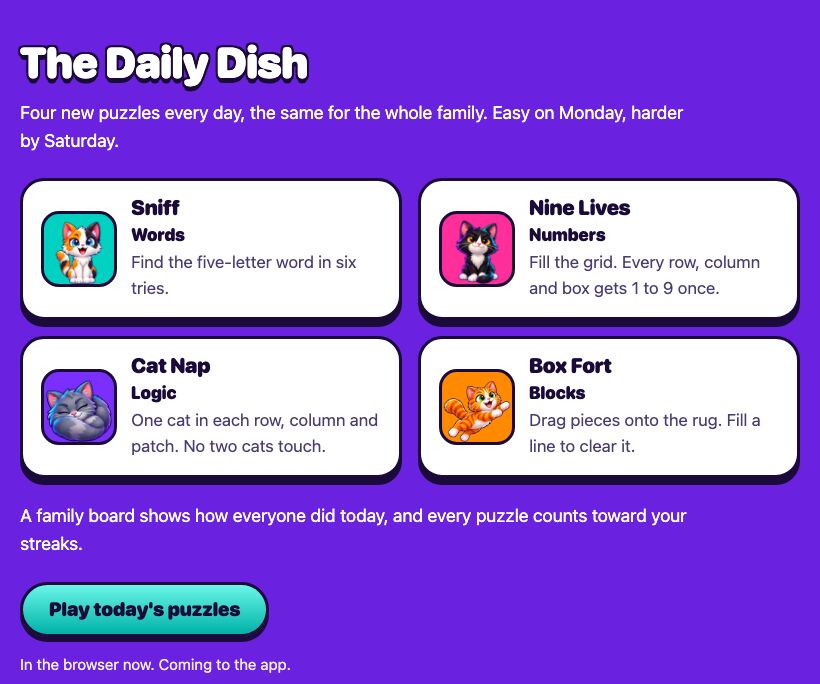 The Daily Dish
Four new puzzles every day, the same for the whole family. Easy on Monday, harder
by Saturday.
Sniff
Words
Find the five-letter word in six
tries.
Nine Lives
Numbers
Fill the grid. Every row, column
and box gets 1 to 9 once.
Cat Nap
Logic
One cat in each row, column and
patch. No two cats touch.
Box Fort
Blocks
Drag pieces onto the rug. Fill a
line to clear it.
A family board shows how everyone did today, and every puzzle counts toward your
streaks.
Play today's puzzles
In the browser now. Coming to the app.